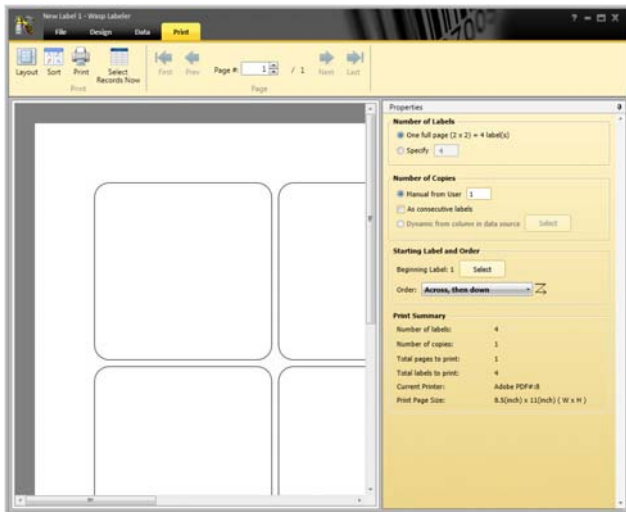 New Label 1 - Wasp Labeler
? - X
File Design Data Print
Layout Sort Print Select Records Now
Print
First Prev Page #: 1 / 1 Next Last
Page
Properties
Number of Labels
One full page (2 x 2) = 4 label(s)
Specify 4
Number of Copies
Manual from User 1
As consecutive labels
Dynamic from column in data source Select
Starting Label and Order
Beginning Label: 1 Select
Order: Across, then down
Print Summary
Number of labels: 4
Number of copies: 1
Total pages to print: 1
Total labels to print: 4
Current Printer: Adobe PDF#:8
Print Page Size: 8.5(inch) x 11(inch) ( W x H )